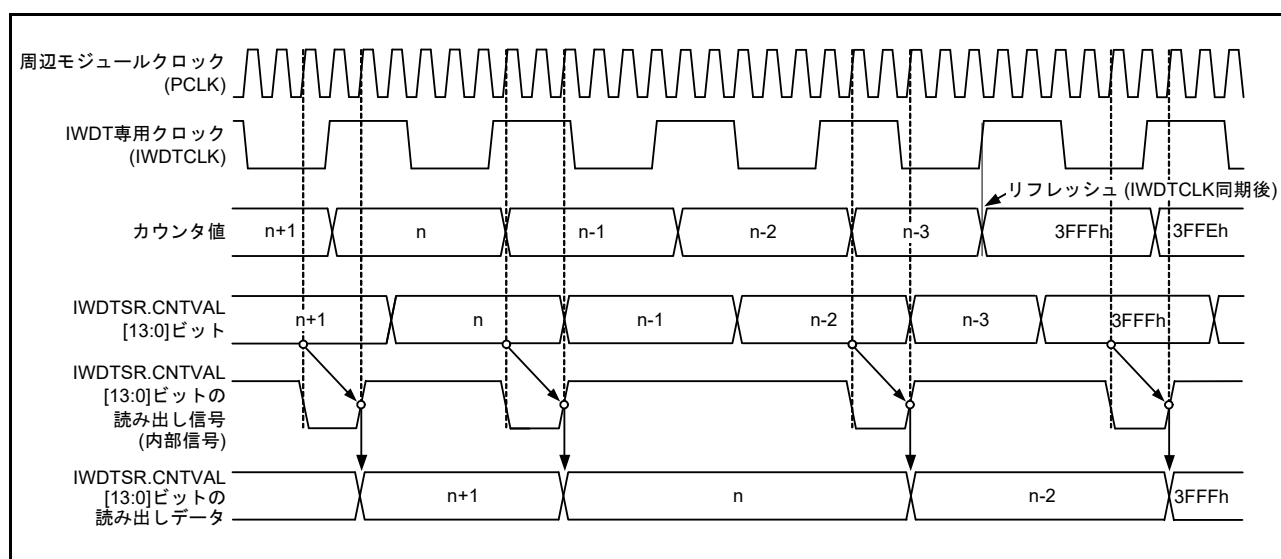 周辺モジュールクロック
(PCLK)
IWDT専用クロック
(IWDTCLK)
リフレッシュ (IWDTCLK同期後)
カウンタ値
n+1
n
n-1
n-2
n-3
3FFFh
3FFEh
IWDTSR.CNTVAL
[13:0]ビット
n+1
n
n-1
n-2
n-3
3FFFh
IWDTSR.CNTVAL
[13:0]ビットの
読み出し信号
(内部信号)
IWDTSR.CNTVAL
[13:0]ビットの
読み出しデータ
n+1
n
n-2
3FFFh